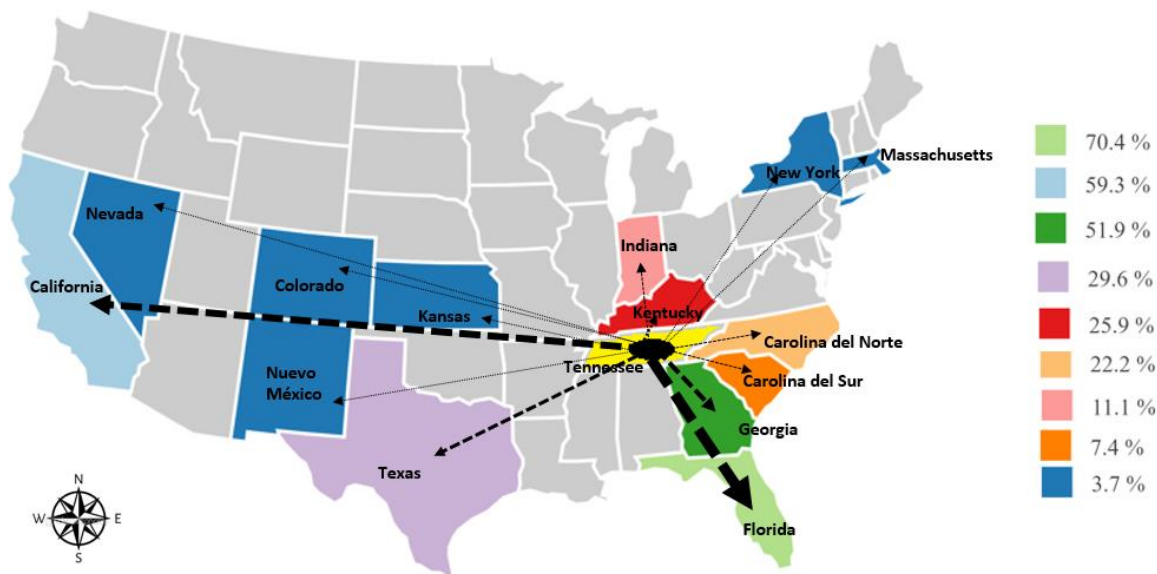 Massachusetts
New York
Nevada
Indiana
California
Colorado
Kansas
Kentucky
Carolina del Norte
Tennessee
Nuevo
México
Carolina del Sur
Georgia
Texas
Florida
N
W
E
S
70.4 %
59.3 %
51.9 %
29.6 %
25.9 %
22.2 %
11.1 %
7.4 %
3.7 %